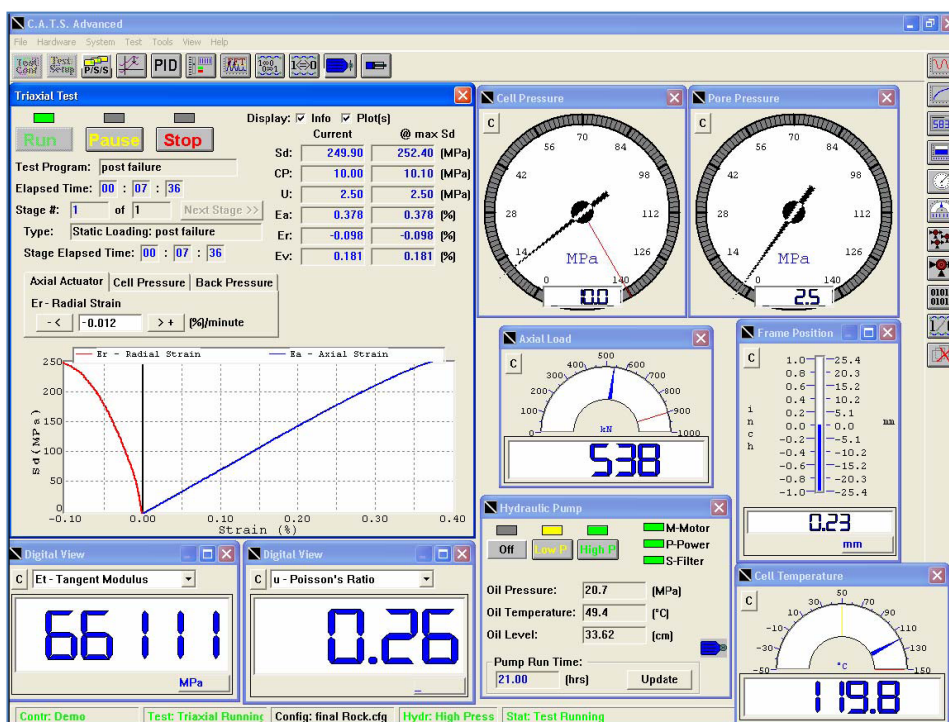 C.A.T.S. Advanced
File Hardware System Test Tools View Help
Test Conf Test Setup P/S/S PID
Triaxial Test
Run Pause Stop
Display: Info Plot(s)
Current @ max Sd
Sd: 249.90 252.40 (MPa)
CP: 10.00 10.10 (MPa)
U: 2.50 2.50 (MPa)
Ea: 0.378 0.378 (%)
Er: -0.098 -0.098 (%)
Ev: 0.181 0.181 (%)
Test Program: post failure
Elapsed Time: 00 : 07 : 36
Stage #: 1 of 1 Next Stage >>
Type: Static Loading: post failure
Stage Elapsed Time: 00 : 07 : 36
Axial Actuator Cell Pressure Back Pressure
Er - Radial Strain
- < -0.012 > + (%)/minute
Er - Radial Strain Ea - Axial Strain
250
200
150
100
50
0
Sd(MPa)
-0.10 0.00 0.10 0.20 0.30 0.40
Strain (%)
Cell Pressure
C
0 14 28 56 70 84 98 112 126 140
MPa
10.0
Pore Pressure
C
0 14 28 56 70 84 98 112 126 140
MPa
2.5
583
0101
0101
Axial Load
C
0 100 200 300 400 500 600 700 800 900 1000
kN
538
Frame Position
C
inch
mm
1.0 25.4
0.8 20.3
0.6 15.2
0.4 10.2
0.2 5.1
0.0 0.0
-0.2 -5.1
-0.4 -10.2
-0.6 -15.2
-0.8 -20.3
-1.0 -25.4
0.23
mm
Hydraulic Pump
Off Low P High P
M-Motor
P-Power
S-Filter
Oil Pressure: 20.7 (MPa)
Oil Temperature: 49.4 (°C)
Oil Level: 33.62 (cm)
Pump Run Time:
21.00 (hrs) Update
Digital View
C Et - Tangent Modulus
66111
MPa
Digital View
C u - Poisson's Ratio
0.26
Cell Temperature
C
-50 -30 -10 10 30 50 70 90 110 130 150
°C
119.8
Contr: Demo Test: Triaxial Running Config: final Rock.cfg Hydr: High Press Stat: Test Running